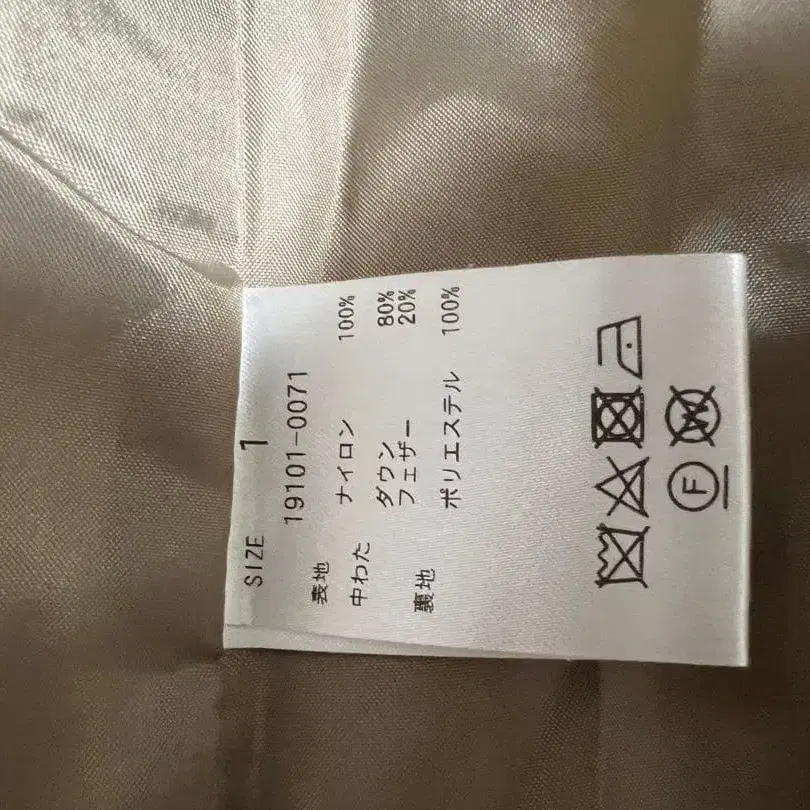 SIZE 1
19101-0071
表地 ナイロン 100%
中わた ダウン 80%
フェザー 20%
裏地 ポリエステル 100%
F W